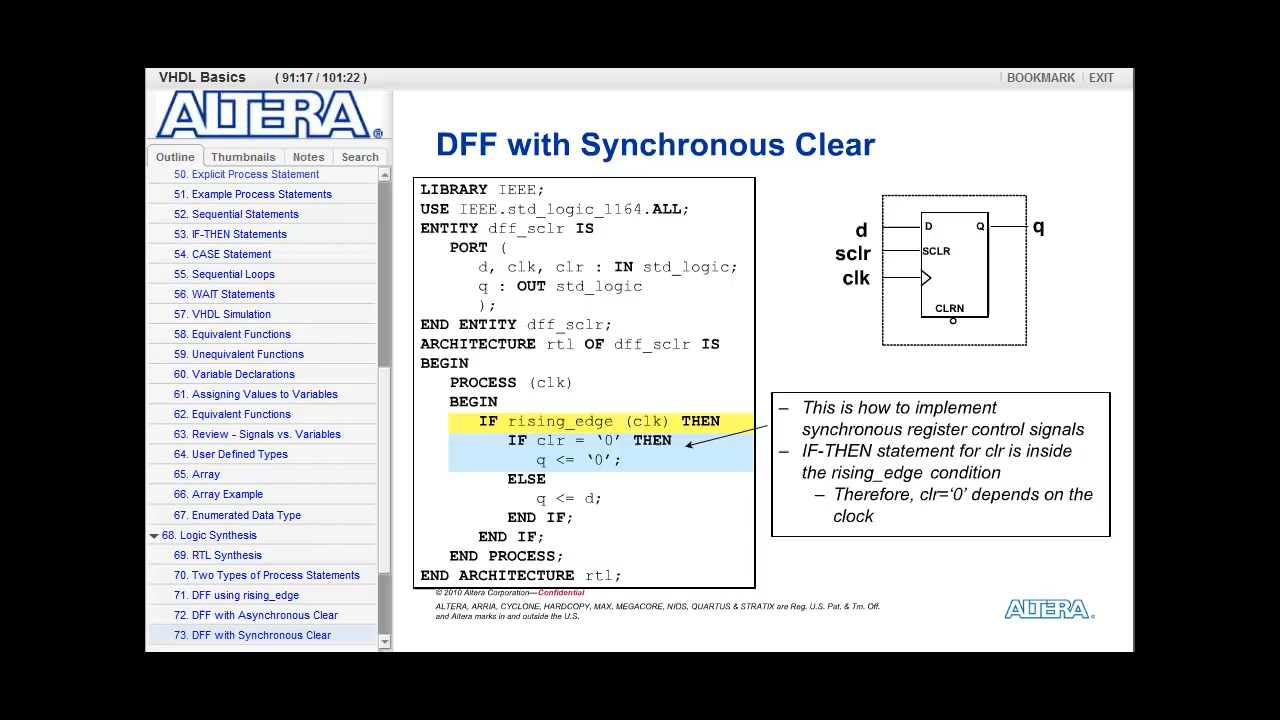 VHDL Basics ( 91:17 / 101:22 )
BOOKMARK EXIT
ALTERA®
Outline Thumbnails Notes Search
50. Explicit Process Statement
51. Example Process Statements
52. Sequential Statements
53. IF-THEN Statements
54. CASE Statement
55. Sequential Loops
56. WAIT Statements
57. VHDL Simulation
58. Equivalent Functions
59. Unequivalent Functions
60. Variable Declarations
61. Assigning Values to Variables
62. Equivalent Functions
63. Review - Signals vs. Variables
64. User Defined Types
65. Array
66. Array Example
67. Enumerated Data Type
68. Logic Synthesis
69. RTL Synthesis
70. Two Types of Process Statements
71. DFF using rising_edge
72. DFF with Asynchronous Clear
73. DFF with Synchronous Clear
DFF with Synchronous Clear
LIBRARY IEEE;
USE IEEE.std_logic_1164.ALL;
ENTITY dff_sclr IS
PORT (
d, clk, clr : IN std_logic;
q : OUT std_logic
);
END ENTITY dff_sclr;
ARCHITECTURE rtl OF dff_sclr IS
BEGIN
PROCESS (clk)
BEGIN
IF rising_edge (clk) THEN
IF clr = ‘0’ THEN
q <= ‘0’;
ELSE
q <= d;
END IF;
END IF;
END PROCESS;
END ARCHITECTURE rtl;
d D Q q
sclr SCLR
clk
CLRN
– This is how to implement
synchronous register control signals
– IF-THEN statement for clr is inside
the rising_edge condition
– Therefore, clr=‘0’ depends on the
clock
© 2010 Altera Corporation—Confidential
ALTERA, ARRIA, CYCLONE, HARDCOPY, MAX, MEGACORE, NIOS, QUARTUS & STRATIX are Reg. U.S. Pat. & Tm. Off.
and Altera marks in and outside the U.S.
ALTERA.